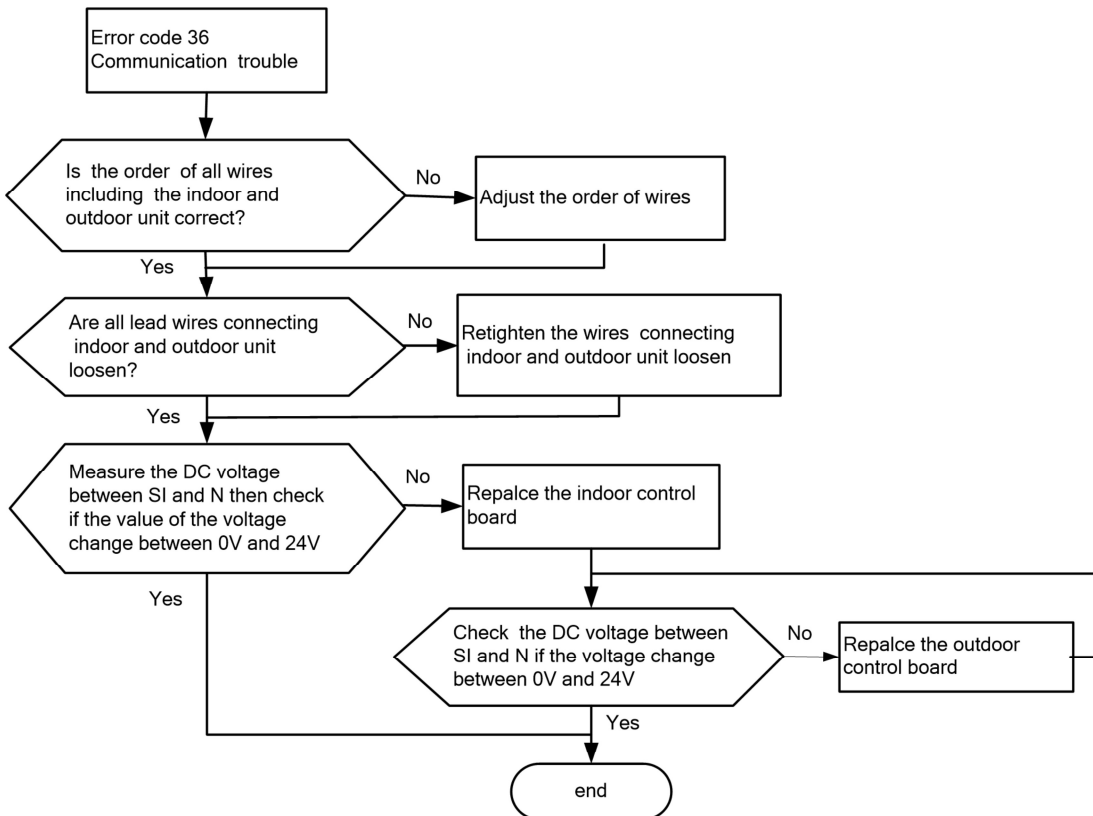 Error code 36
Communication trouble
Is the order of all wires
including the indoor and
outdoor unit correct?
No
Adjust the order of wires
Yes
Are all lead wires connecting
indoor and outdoor unit
loosen?
No
Retighten the wires connecting
indoor and outdoor unit loosen
Yes
Measure the DC voltage
between SI and N then check
if the value of the voltage
change between 0V and 24V
No
Repalce the indoor control
board
Yes
Check the DC voltage between
SI and N if the voltage change
between 0V and 24V
No
Repalce the outdoor
control board
Yes
end